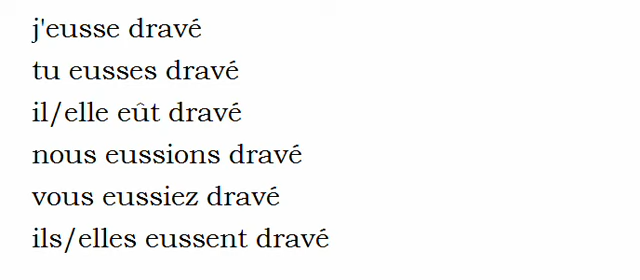 j'eusse dravé
tu eusses dravé
il/elle eût dravé
nous eussions dravé
vous eussiez dravé
ils/elles eussent dravé